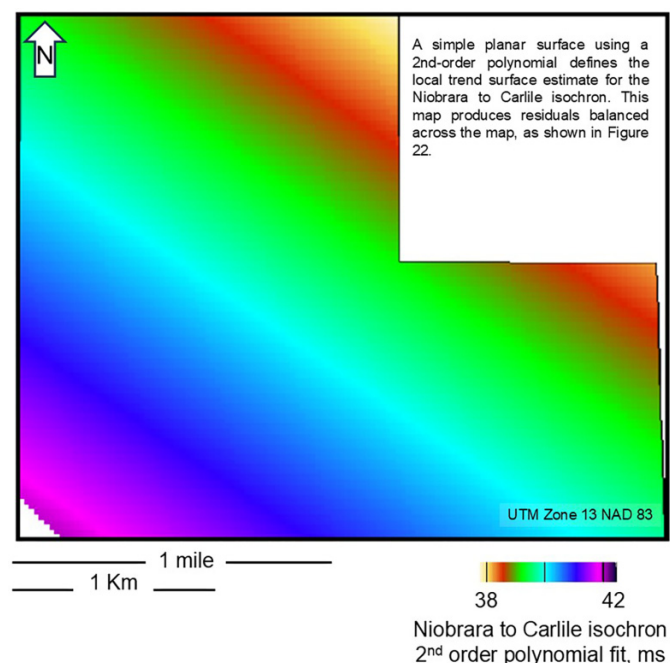 N
A simple planar surface using a
2nd-order polynomial defines the
local trend surface estimate for the
Niobrara to Carlile isochron. This
map produces residuals balanced
across the map, as shown in Figure
22.
UTM Zone 13 NAD 83
1 mile
1 Km
38 42
Niobrara to Carlile isochron
2nd order polynomial fit, ms